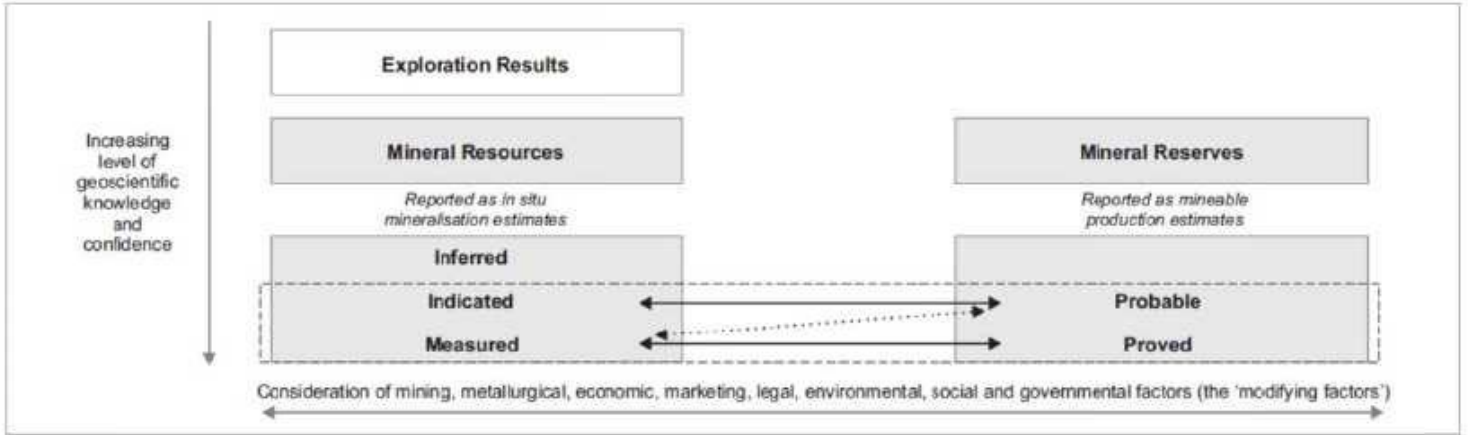 Exploration Results
Increasing
level of
geoscientific
knowledge
and
confidence
Mineral Resources
Mineral Reserves
Reported as in situ
mineralisation estimates
Reported as mineable
production estimates
Inferred
Indicated
Probable
Measured
Proved
Consideration of mining, metallurgical, economic, marketing, legal, environmental, social and governmental factors (the 'modifying factors')